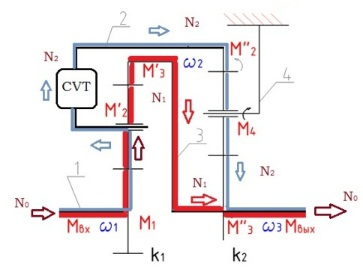 2
N₂
N₂
M'₃
ω₂
M''₂
4
CVT
M'₂
N₁
M₄
3
N₁
N₂
N₀
1
Mвх
ω₁
M₁
M''₃
ω₃
Mвых
N₀
k₁
k₂